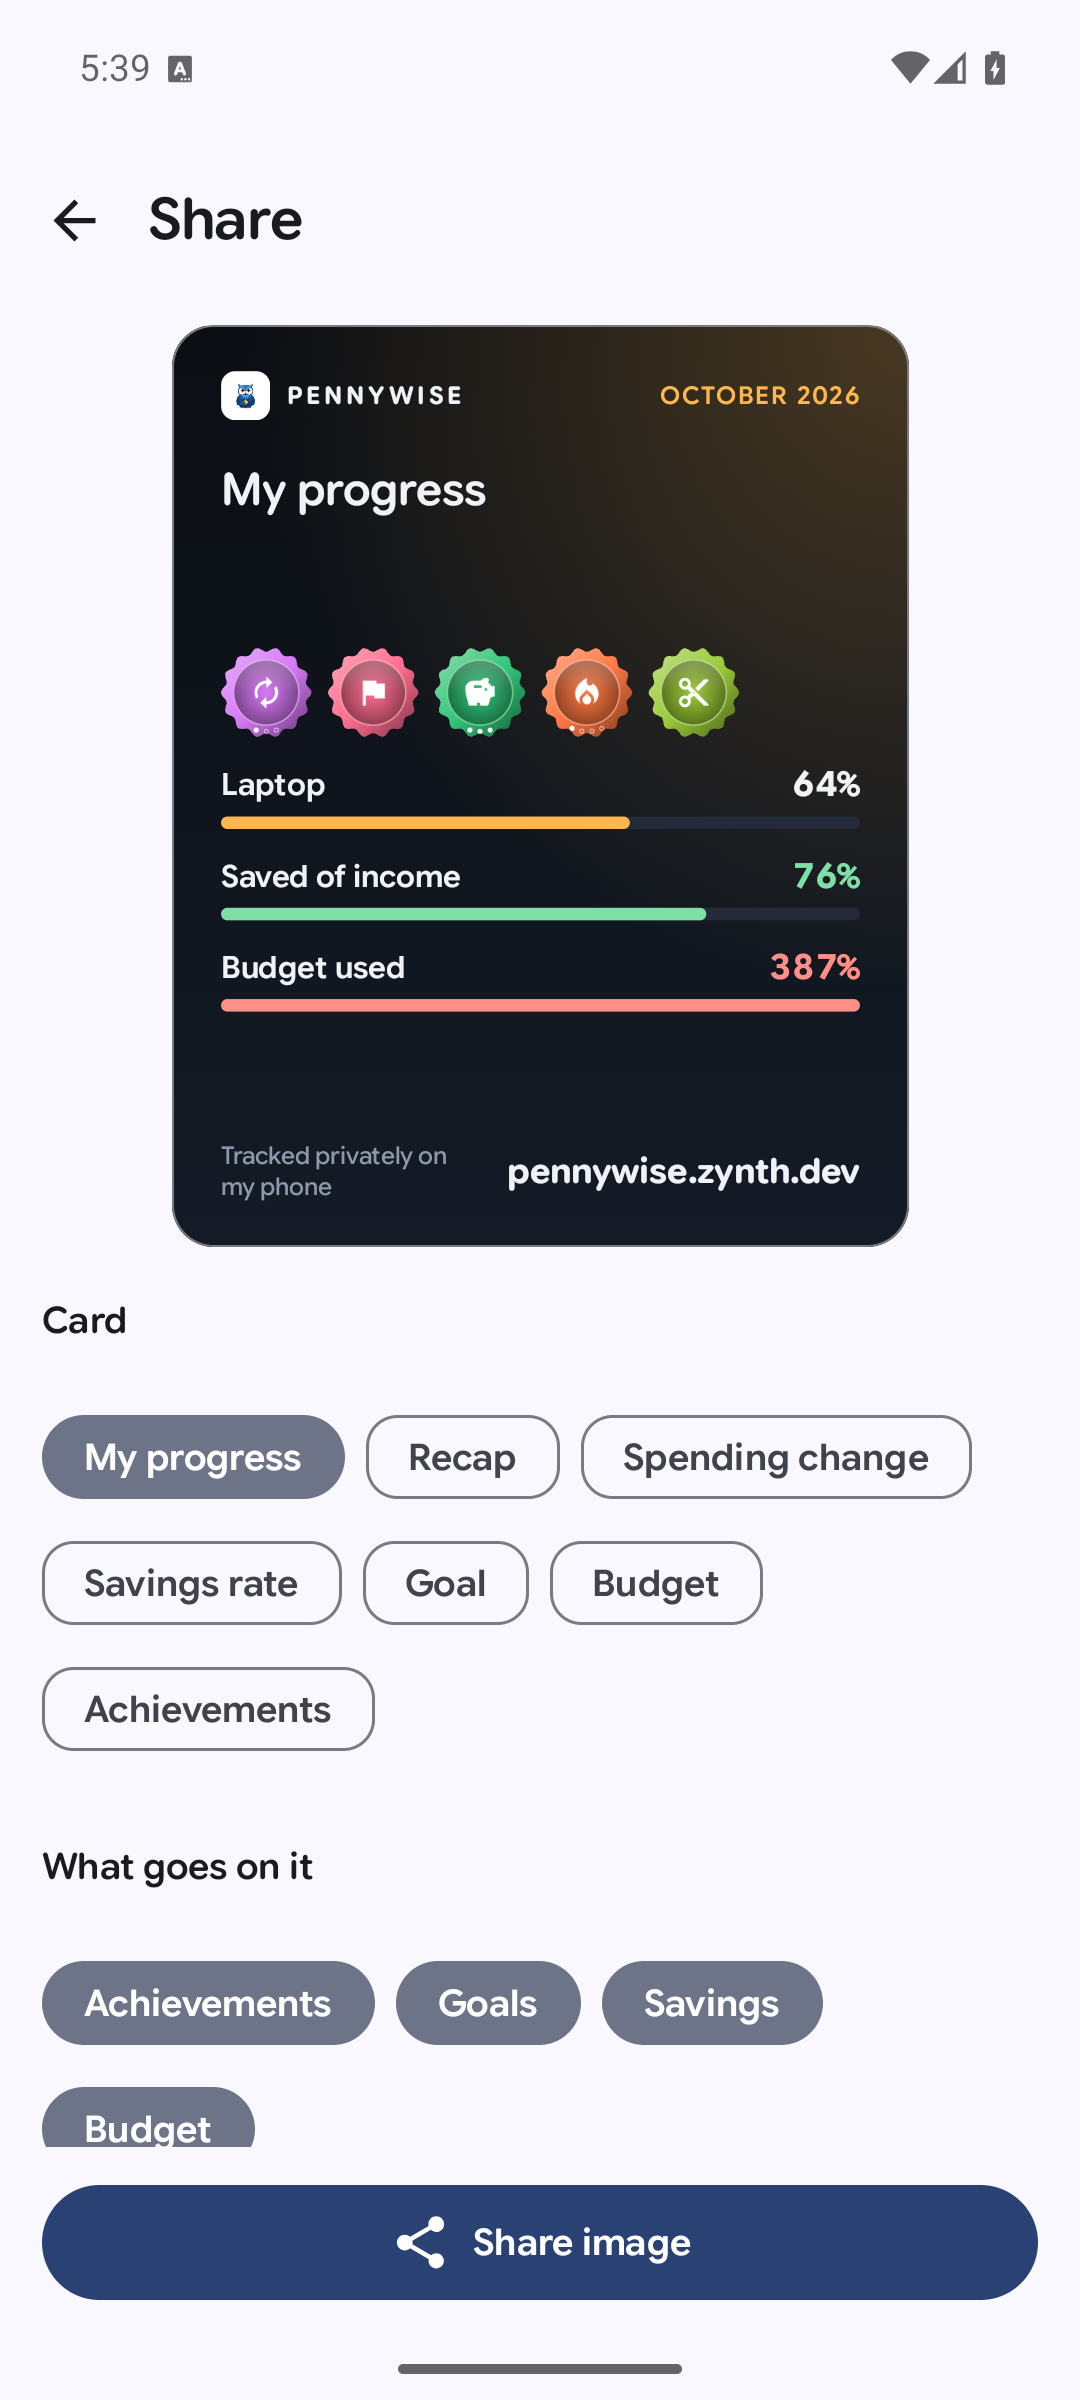 5:39
Share
PENNYWISE
OCTOBER 2026
My progress
Laptop
64%
Saved of income
76%
Budget used
387%
Tracked privately on
my phone
pennywise.zynth.dev
Card
My progress
Recap
Spending change
Savings rate
Goal
Budget
Achievements
What goes on it
Achievements
Goals
Savings
Budget
Share image